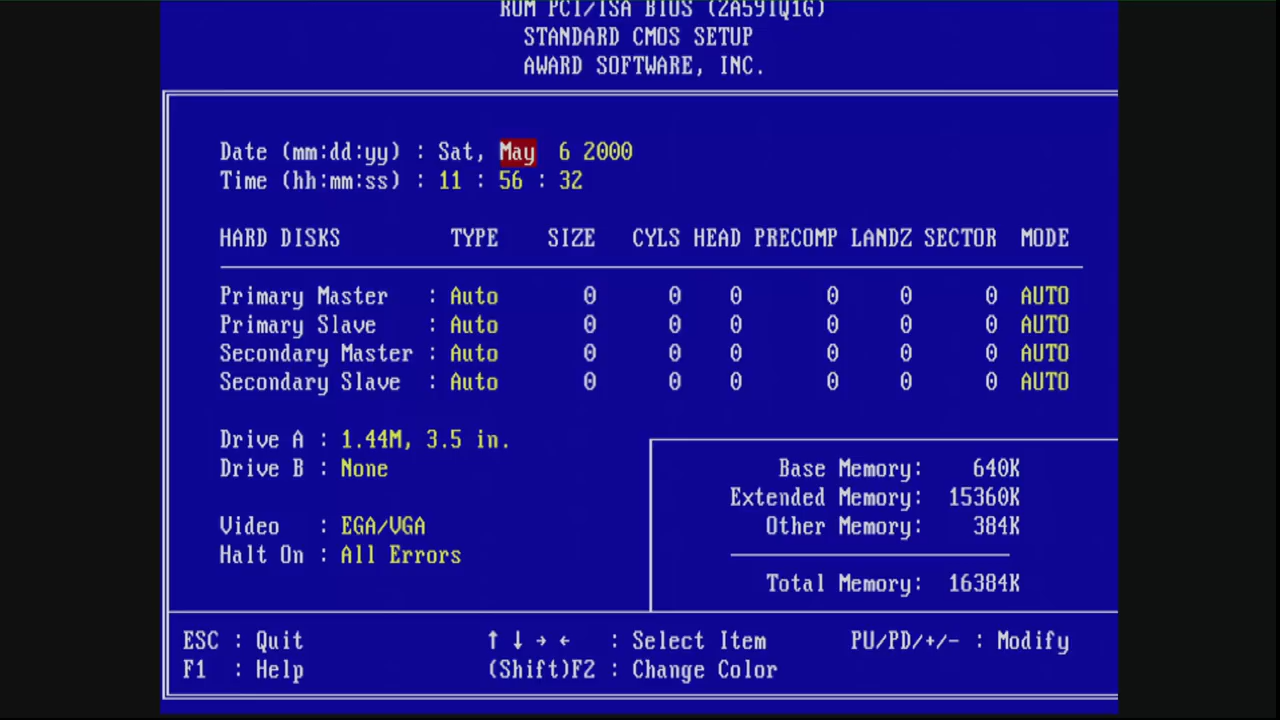 ROM PCI/ISA BIOS (2A59IQ1G)
STANDARD CMOS SETUP
AWARD SOFTWARE, INC.
Date (mm:dd:yy) : Sat, May 6 2000
Time (hh:mm:ss) : 11 : 56 : 32
HARD DISKS TYPE SIZE CYLS HEAD PRECOMP LANDZ SECTOR MODE
Primary Master : Auto 0 0 0 0 0 0 AUTO
Primary Slave : Auto 0 0 0 0 0 0 AUTO
Secondary Master : Auto 0 0 0 0 0 0 AUTO
Secondary Slave : Auto 0 0 0 0 0 0 AUTO
Drive A : 1.44M, 3.5 in.
Drive B : None
Video : EGA/VGA
Halt On : All Errors
Base Memory: 640K
Extended Memory: 15360K
Other Memory: 384K
Total Memory: 16384K
ESC : Quit ↑ ↓ → ← : Select Item PU/PD/+/- : Modify
F1 : Help (Shift)F2 : Change Color